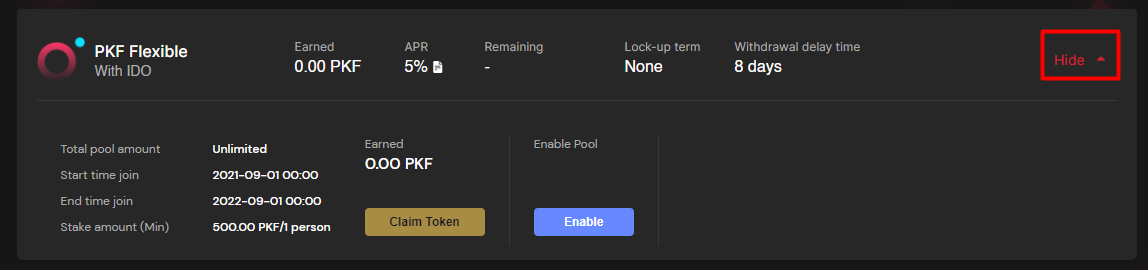 PKF Flexible
With IDO
Earned
0.00 PKF
APR
5%
Remaining
-
Lock-up term
None
Withdrawal delay time
8 days
Hide
Total pool amount Unlimited
Start time join 2021-09-01 00:00
End time join 2022-09-01 00:00
Stake amount (Min) 500.00 PKF/1 person
Earned
0.00 PKF
Claim Token
Enable Pool
Enable